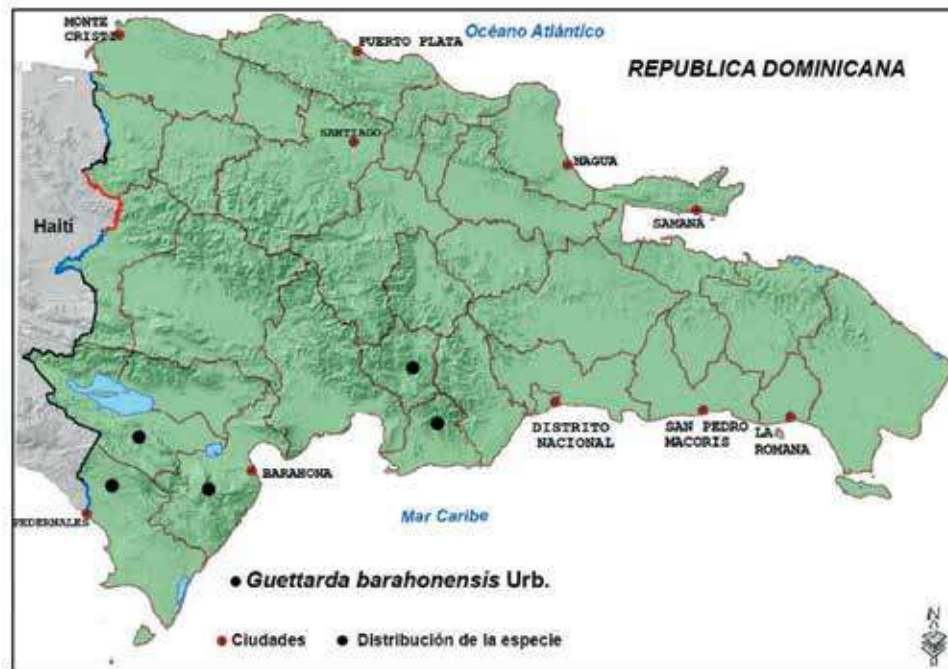 MONTE
CRISTI
PUERTO PLATA
Océano Atlántico
REPUBLICA DOMINICANA
SANTIAGO
NAGUA
SAMANÁ
Haití
DISTRITO
NACIONAL
SAN PEDRO
MACORIS
LA
ROMANA
BARAHONA
PEDERNALES
Mar Caribe
Guettarda barahonensis Urb.
Ciudades
Distribución de la especie
N